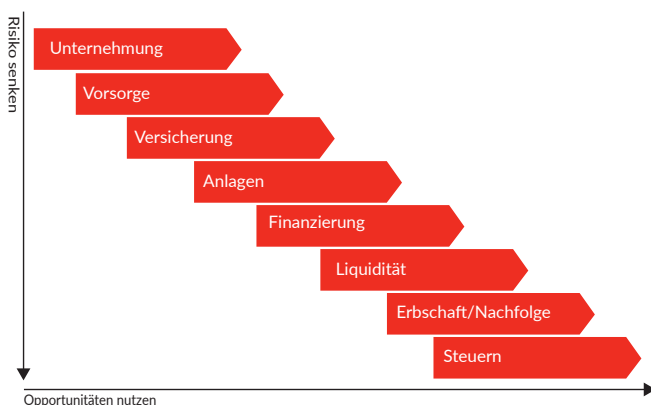 Risiko senken
Unternehmung
Vorsorge
Versicherung
Anlagen
Finanzierung
Liquidität
Erbschaft/Nachfolge
Steuern
Opportunitäten nutzen